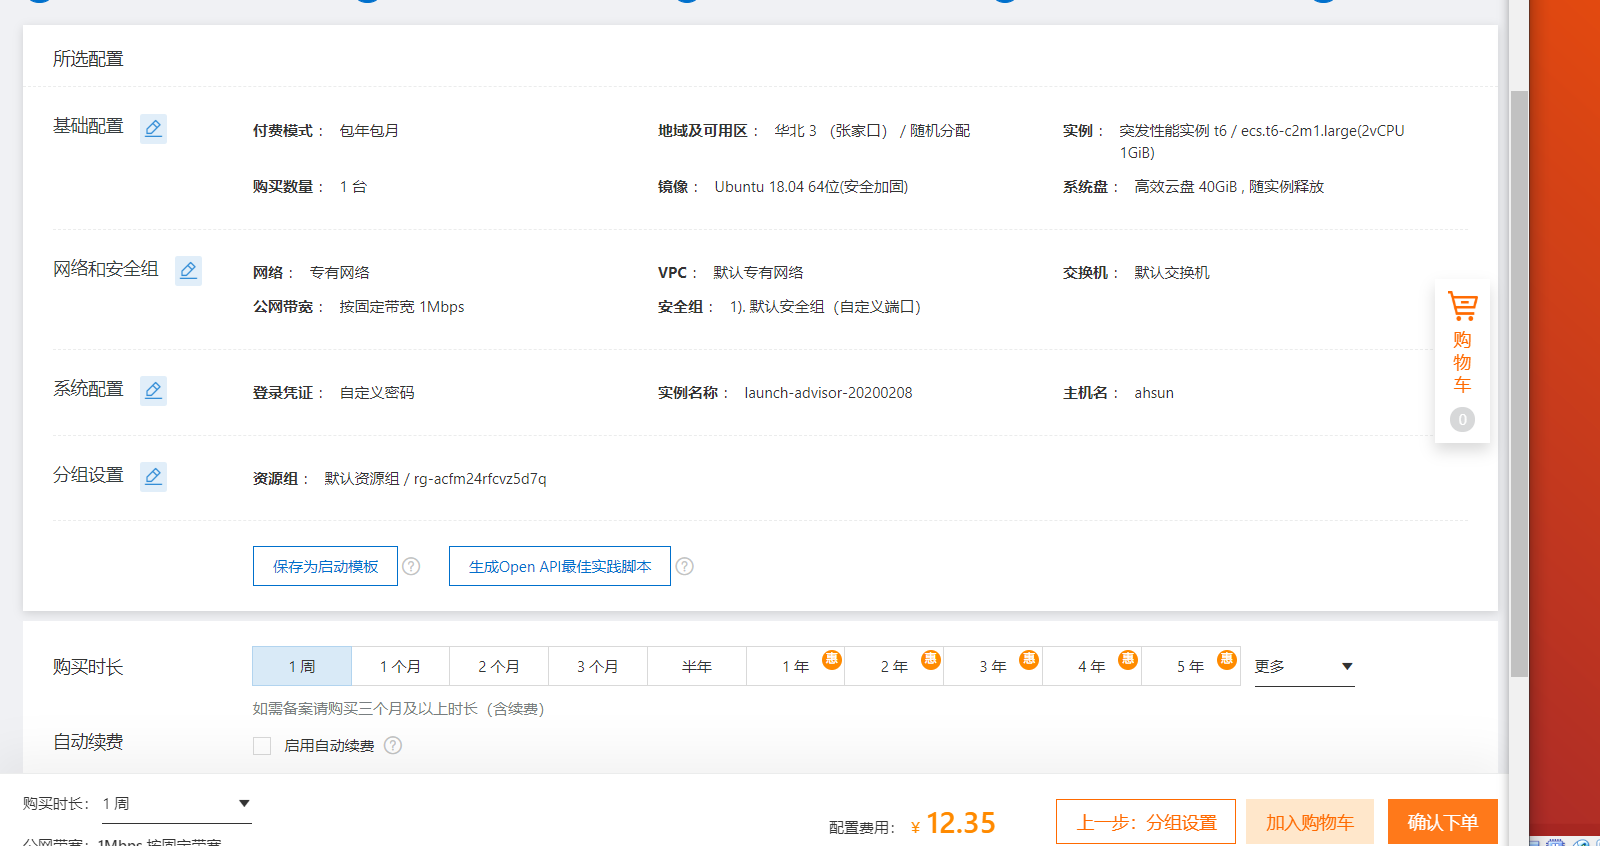 所选配置
基础配置
付费模式： 包年包月
地域及可用区： 华北 3 （张家口） / 随机分配
实例： 突发性能实例 t6 / ecs.t6-c2m1.large(2vCPU
1GiB)
购买数量： 1 台
镜像： Ubuntu 18.04 64位(安全加固)
系统盘： 高效云盘 40GiB , 随实例释放
网络和安全组
网络： 专有网络
VPC： 默认专有网络
交换机： 默认交换机
公网带宽： 按固定带宽 1Mbps
安全组： 1). 默认安全组（自定义端口）
购
物
车
0
系统配置
登录凭证： 自定义密码
实例名称： launch-advisor-20200208
主机名： ahsun
分组设置
资源组： 默认资源组 / rg-acfm24rfcvz5d7q
保存为启动模板 ?
生成Open API最佳实践脚本 ?
购买时长
1 周
1 个月
2 个月
3 个月
半年
1 年 惠
2 年 惠
3 年 惠
4 年 惠
5 年 惠
更多
如需备案请购买三个月及以上时长（含续费）
自动续费
启用自动续费 ?
购买时长： 1 周
配置费用： ¥ 12.35
上一步：分组设置
加入购物车
确认下单
公网带宽：1Mbps 按固定带宽